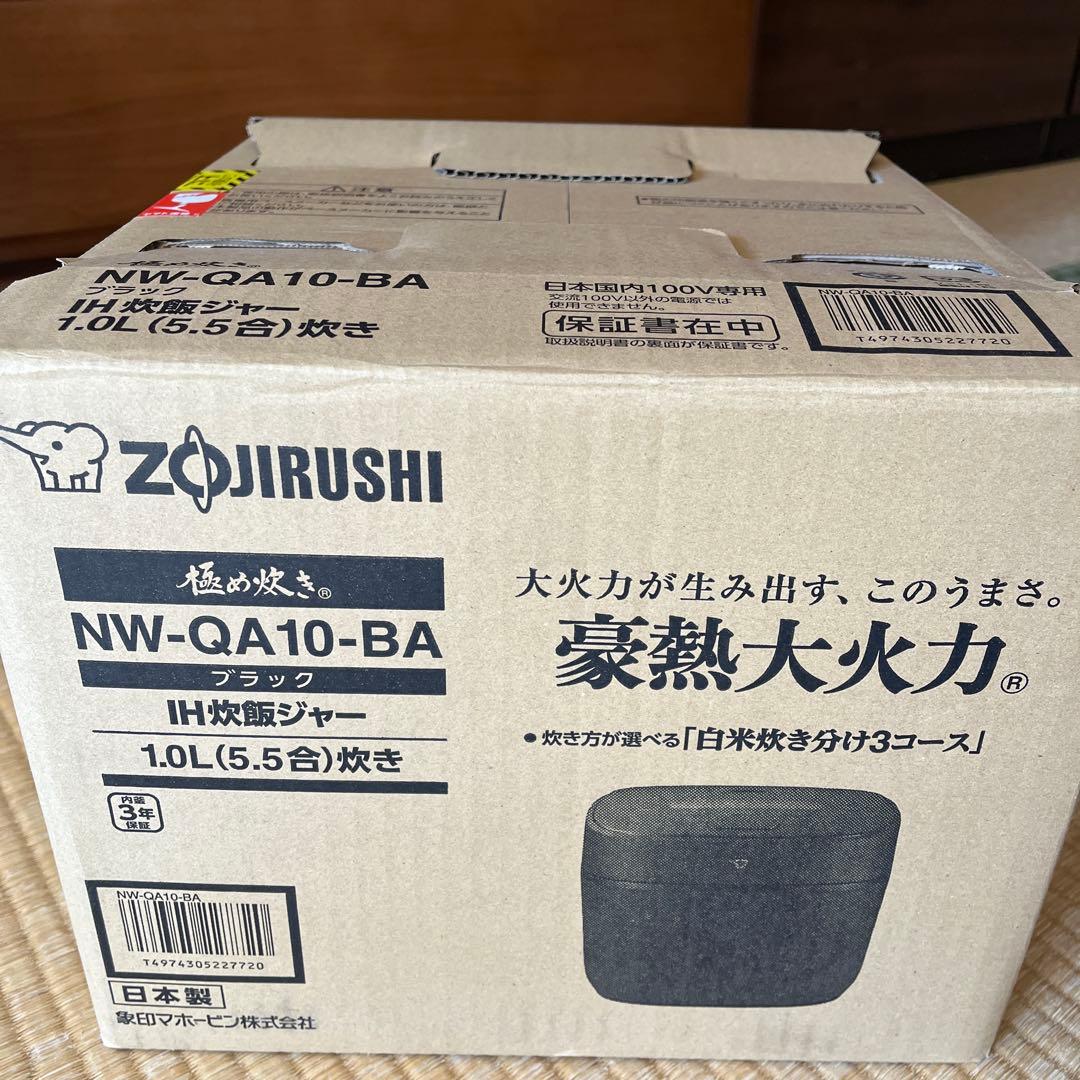 ⚠注意
極め炊き®
NW-QA10-BA
ブラック
IH炊飯ジャー
1.0L(5.5合)炊き
日本国内100V専用
交流100V以外の電源では
使用できません。
保証書在中
取扱説明書の裏面が保証書です。
NW-QA10-BA
T4974305227720
ZOJIRUSHI
極め炊き®
NW-QA10-BA
ブラック
IH炊飯ジャー
1.0L(5.5合)炊き
内釜
3年
保証
大火力が生み出す、このうまさ。
豪熱大火力®
●炊き方が選べる「白米炊き分け3コース」
NW-QA10-BA
T4974305227720
日本製
象印マホービン株式会社